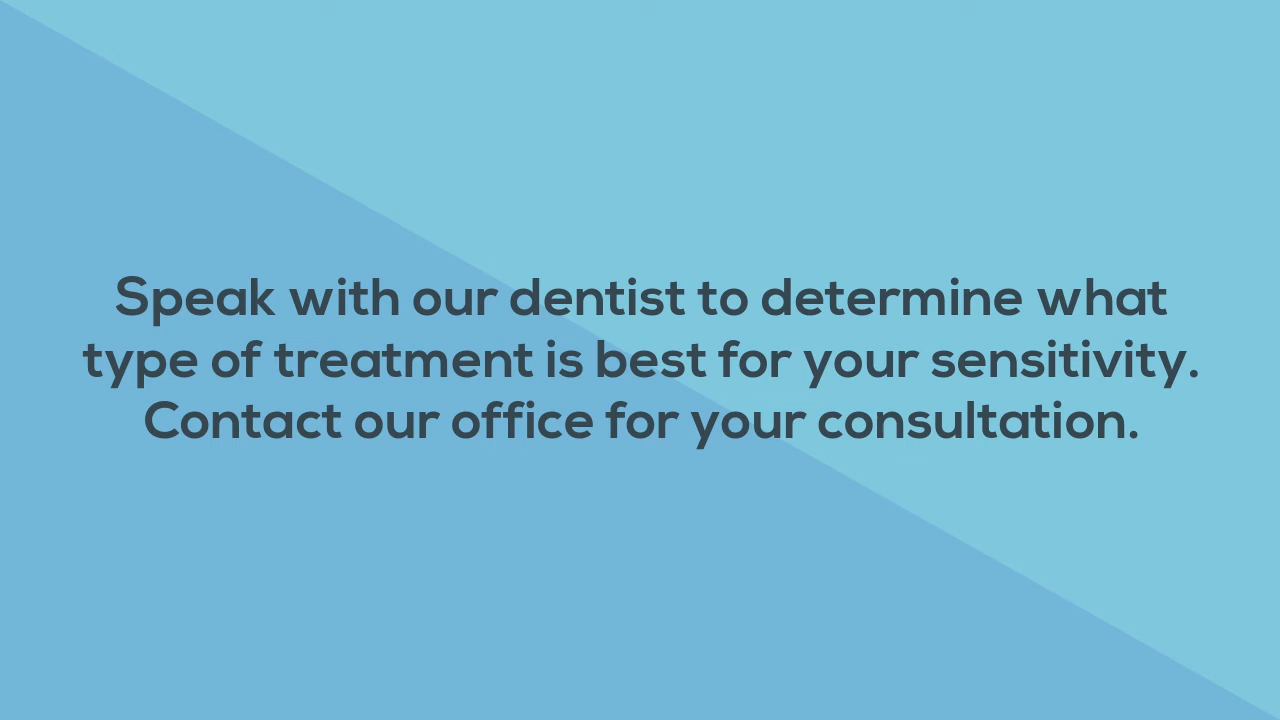 Speak with our dentist to determine what
type of treatment is best for your sensitivity.
Contact our office for your consultation.